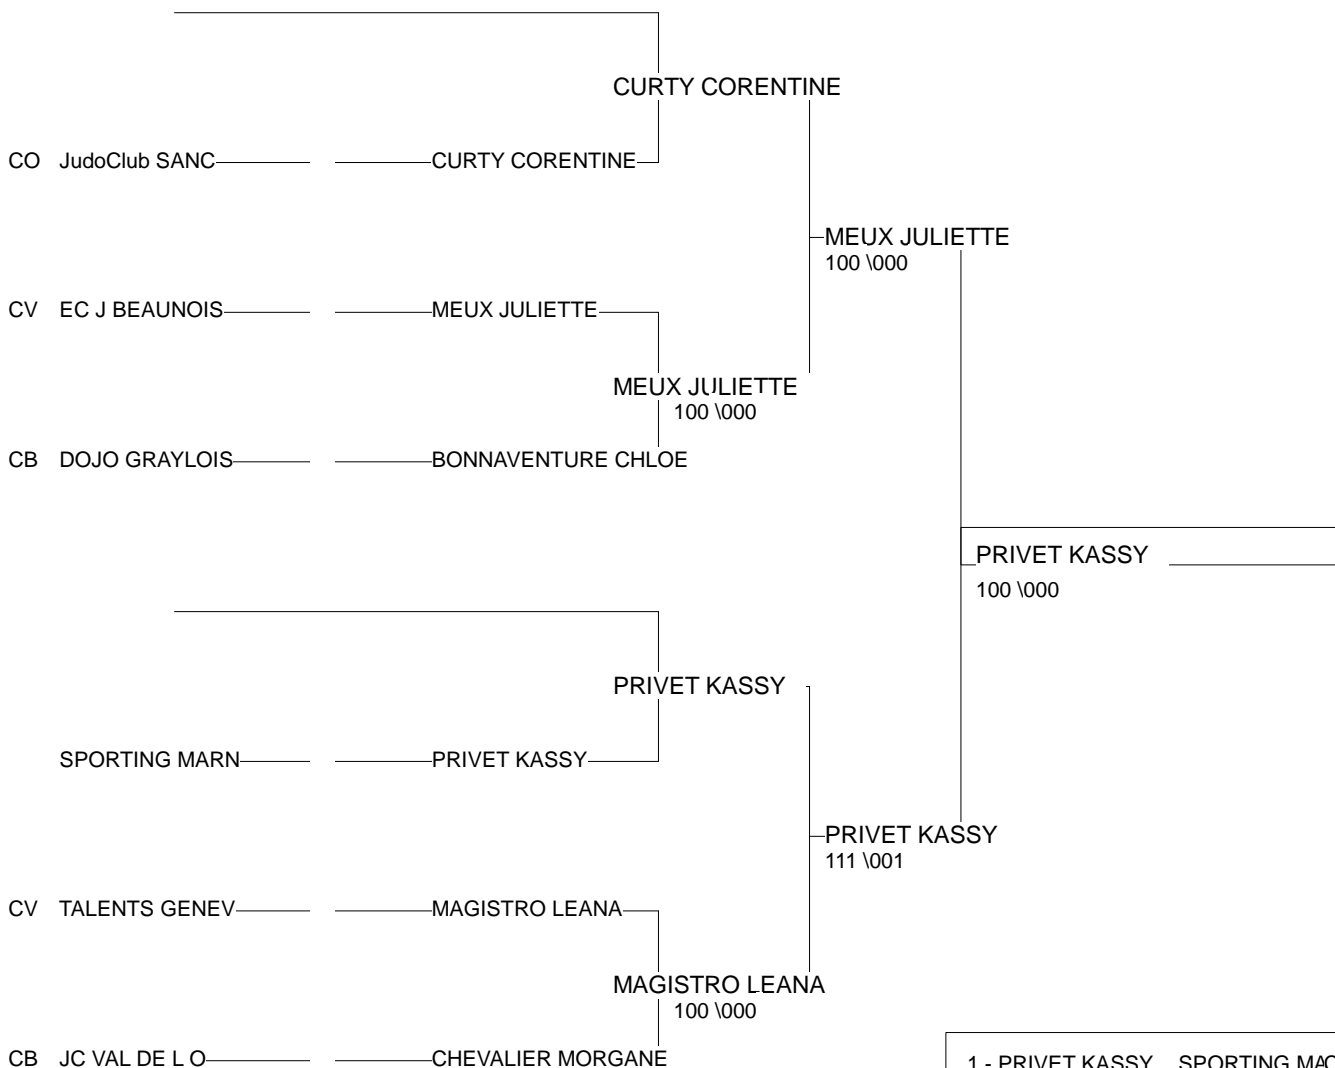 CURTY CORENTINE
CO JudoClub SANC CURTY CORENTINE
MEUX JULIETTE
100 \000
CV EC J BEAUNOIS MEUX JULIETTE
MEUX JULIETTE
100 \000
CB DOJO GRAYLOIS BONNAVENTURE CHLOE
PRIVET KASSY
100 \000
PRIVET KASSY
SPORTING MARN PRIVET KASSY
PRIVET KASSY
111 \001
CV TALENTS GENEV MAGISTRO LEANA
MAGISTRO LEANA
100 \000
CB JC VAL DE L O CHEVALIER MORGANE
1 - PRIVET KASSY SPORTING MA